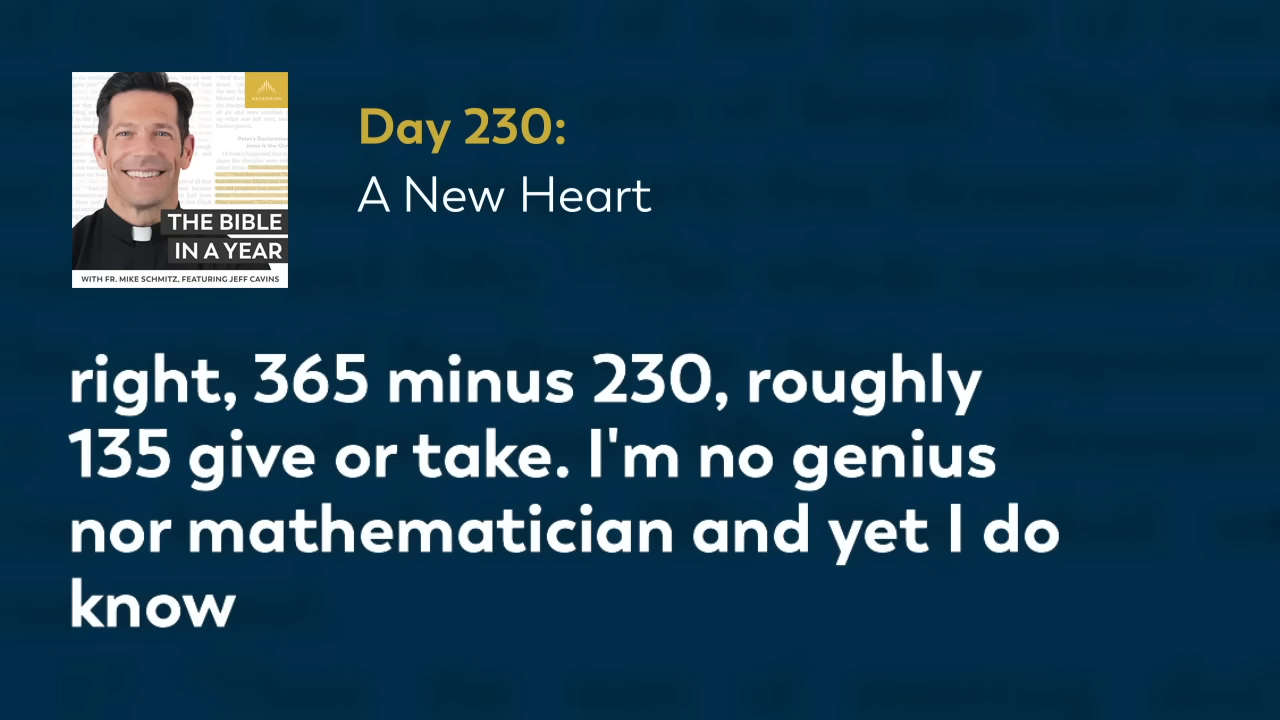 ASCENSION
THE BIBLE
IN A YEAR
WITH FR. MIKE SCHMITZ, FEATURING JEFF CAVINS
Day 230:
A New Heart
right, 365 minus 230, roughly
135 give or take. I'm no genius
nor mathematician and yet I do
know